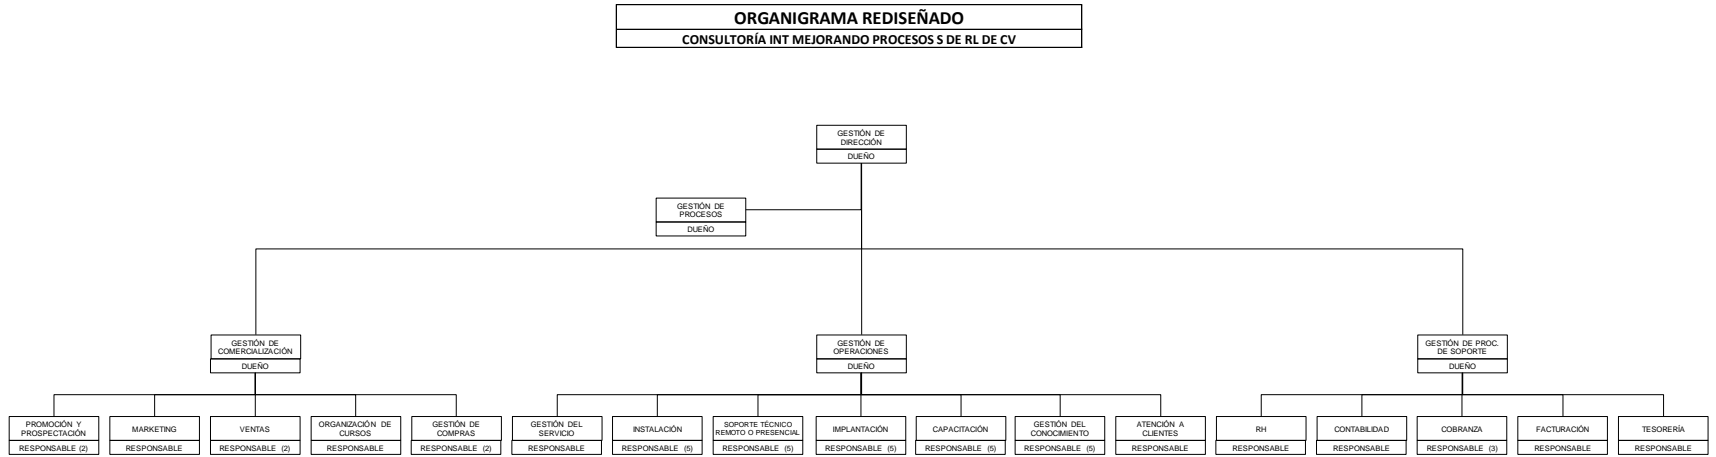 ORGANIGRAMA REDISEÑADO
CONSULTORÍA INT MEJORANDO PROCESOS S DE RL DE CV
GESTIÓN DE
DIRECCIÓN
DUEÑO
GESTIÓN DE
PROCESOS
DUEÑO
GESTIÓN DE
COMERCIALIZACIÓN
DUEÑO
GESTIÓN DE
OPERACIONES
DUEÑO
GESTIÓN DE PROC.
DE SOPORTE
DUEÑO
PROMOCIÓN Y
PROSPECTACIÓN
RESPONSABLE (2)
MARKETING
RESPONSABLE
VENTAS
RESPONSABLE (2)
ORGANIZACIÓN DE
CURSOS
RESPONSABLE
GESTIÓN DE
COMPRAS
RESPONSABLE (2)
GESTIÓN DEL
SERVICIO
RESPONSABLE
INSTALACIÓN
RESPONSABLE (5)
SOPORTE TÉCNICO
REMOTO O PRESENCIAL
RESPONSABLE (5)
IMPLANTACIÓN
RESPONSABLE (5)
CAPACITACIÓN
RESPONSABLE (5)
GESTIÓN DEL
CONOCIMIENTO
RESPONSABLE (5)
ATENCIÓN A
CLIENTES
RESPONSABLE
RH
RESPONSABLE
CONTABILIDAD
RESPONSABLE
COBRANZA
RESPONSABLE (3)
FACTURACIÓN
RESPONSABLE
TESORERÍA
RESPONSABLE